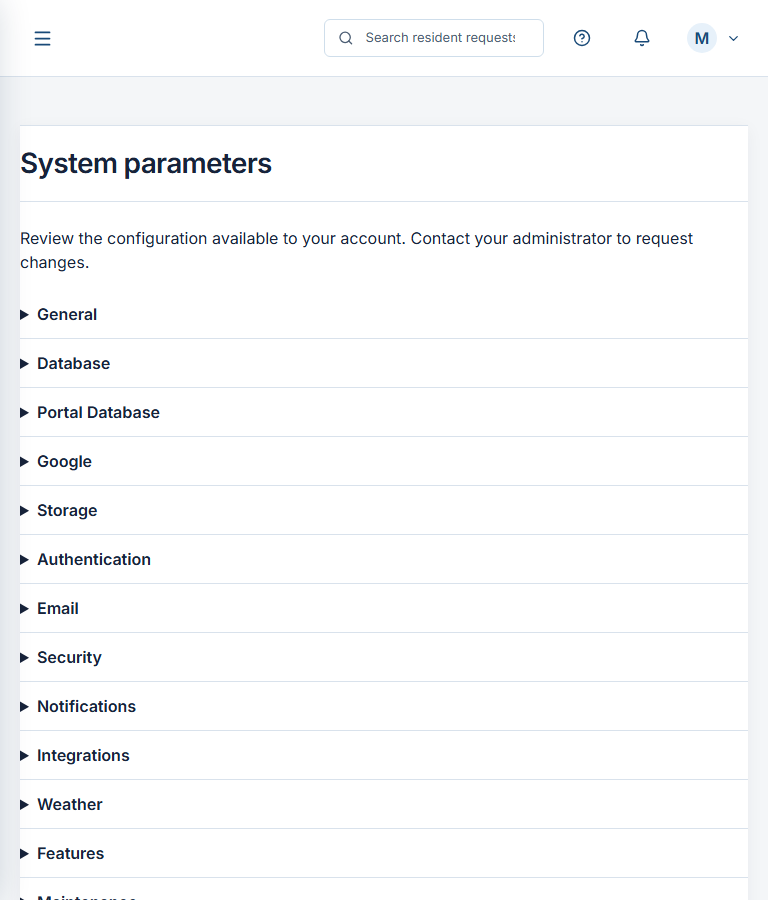 Search resident requests
M
System parameters
Review the configuration available to your account. Contact your administrator to request
changes.
General
Database
Portal Database
Google
Storage
Authentication
Email
Security
Notifications
Integrations
Weather
Features